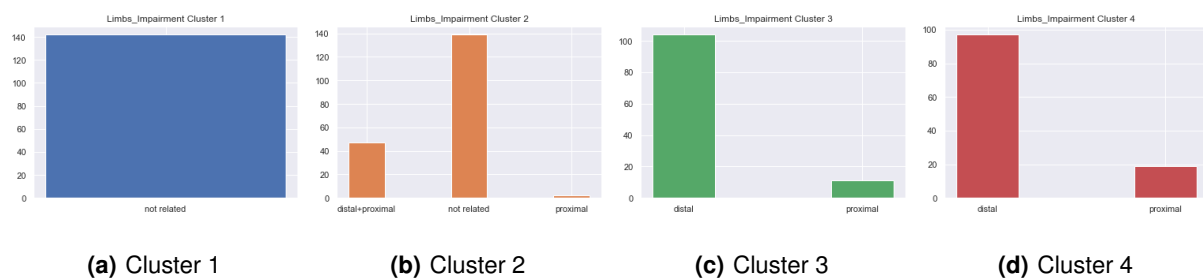 Limbs_Impairment Cluster 1
140
120
100
80
60
40
20
0
not related
(a) Cluster 1
Limbs_Impairment Cluster 2
140
120
100
80
60
40
20
0
distal+proximal not related proximal
(b) Cluster 2
Limbs_Impairment Cluster 3
100
80
60
40
20
0
distal proximal
(c) Cluster 3
Limbs_Impairment Cluster 4
100
80
60
40
20
0
distal proximal
(d) Cluster 4